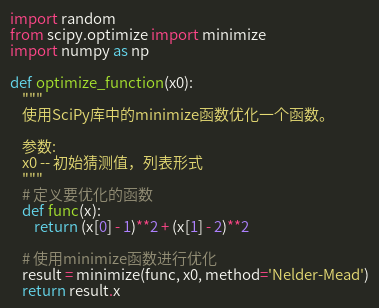 import random
from scipy.optimize import minimize
import numpy as np

def optimize_function(x0):
    """
    使用SciPy库中的minimize函数优化一个函数。

    参数:
    x0 -- 初始猜测值，列表形式
    """
    # 定义要优化的函数
    def func(x):
        return (x[0] - 1)**2 + (x[1] - 2)**2

    # 使用minimize函数进行优化
    result = minimize(func, x0, method='Nelder-Mead')
    return result.x